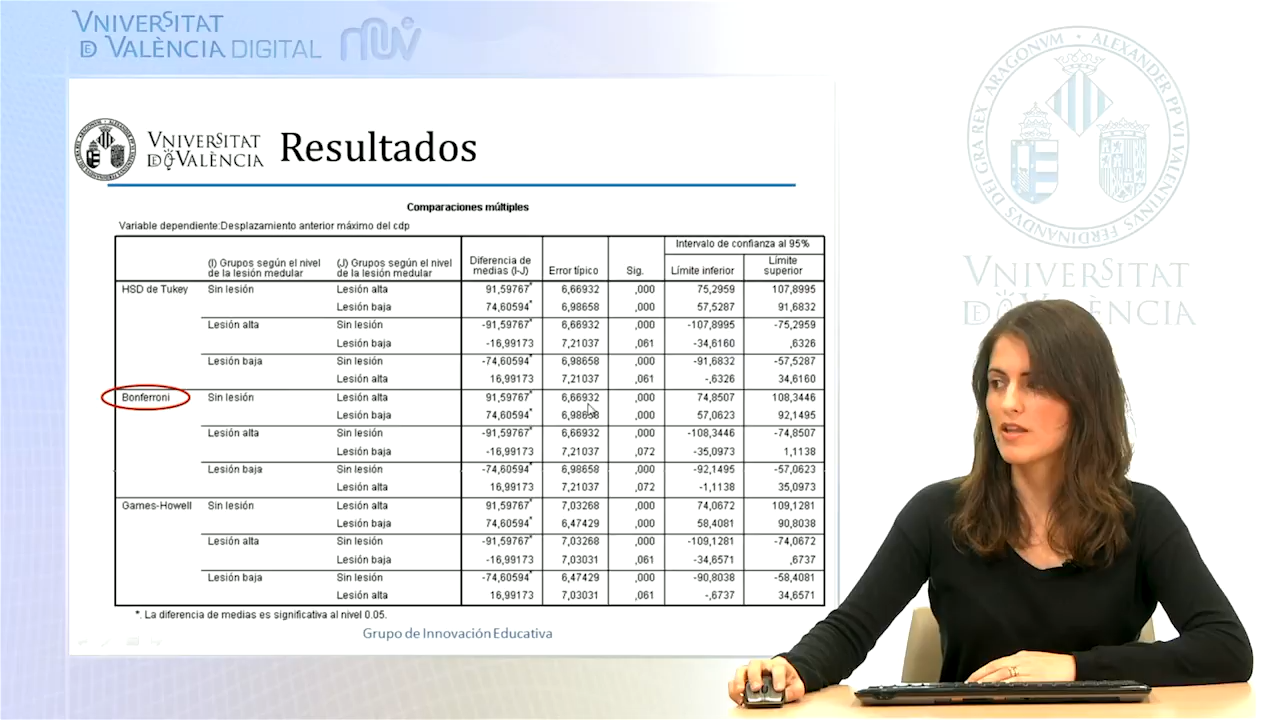 VNIVERSITAT
DE VALÈNCIA DIGITAL
nuve
VNIVERSITAT
DE VALÈNCIA
Resultados
Comparaciones múltiples
Variable dependiente:Desplazamiento anterior máximo del cdp
(I) Grupos según el nivel de la lesión medular (J) Grupos según el nivel de la lesión medular Diferencia de medias (I-J) Error típico Sig. Intervalo de confianza al 95%
Límite inferior Límite superior
HSD de Tukey Sin lesión Lesión alta 91,59767* 6,66932 ,000 75,2959 107,8995
Lesión baja 74,60594* 6,98658 ,000 57,5287 91,6832
Lesión alta Sin lesión -91,59767* 6,66932 ,000 -107,8995 -75,2959
Lesión baja -16,99173 7,21037 ,061 -34,6160 ,6326
Lesión baja Sin lesión -74,60594* 6,98658 ,000 -91,6832 -57,5287
Lesión alta 16,99173 7,21037 ,061 -,6326 34,6160
Bonferroni Sin lesión Lesión alta 91,59767* 6,66932 ,000 74,8507 108,3446
Lesión baja 74,60594* 6,98658 ,000 57,0623 92,1495
Lesión alta Sin lesión -91,59767* 6,66932 ,000 -108,3446 -74,8507
Lesión baja -16,99173 7,21037 ,072 -35,0973 1,1138
Lesión baja Sin lesión -74,60594* 6,98658 ,000 -92,1495 -57,0623
Lesión alta 16,99173 7,21037 ,072 -1,1138 35,0973
Games-Howell Sin lesión Lesión alta 91,59767* 7,03268 ,000 74,0672 109,1281
Lesión baja 74,60594* 6,47429 ,000 58,4081 90,8038
Lesión alta Sin lesión -91,59767* 7,03268 ,000 -109,1281 -74,0672
Lesión baja -16,99173 7,03031 ,061 -34,6571 ,6737
Lesión baja Sin lesión -74,60594* 6,47429 ,000 -90,8038 -58,4081
Lesión alta 16,99173 7,03031 ,061 -,6737 34,6571
*. La diferencia de medias es significativa al nivel 0.05.
Grupo de Innovación Educativa
ALEXANDER PP VI VALENTINVS FERDINANDVS DEI GRA REX ARAGONVM
VNIVERSITAT
DE VALÈNCIA